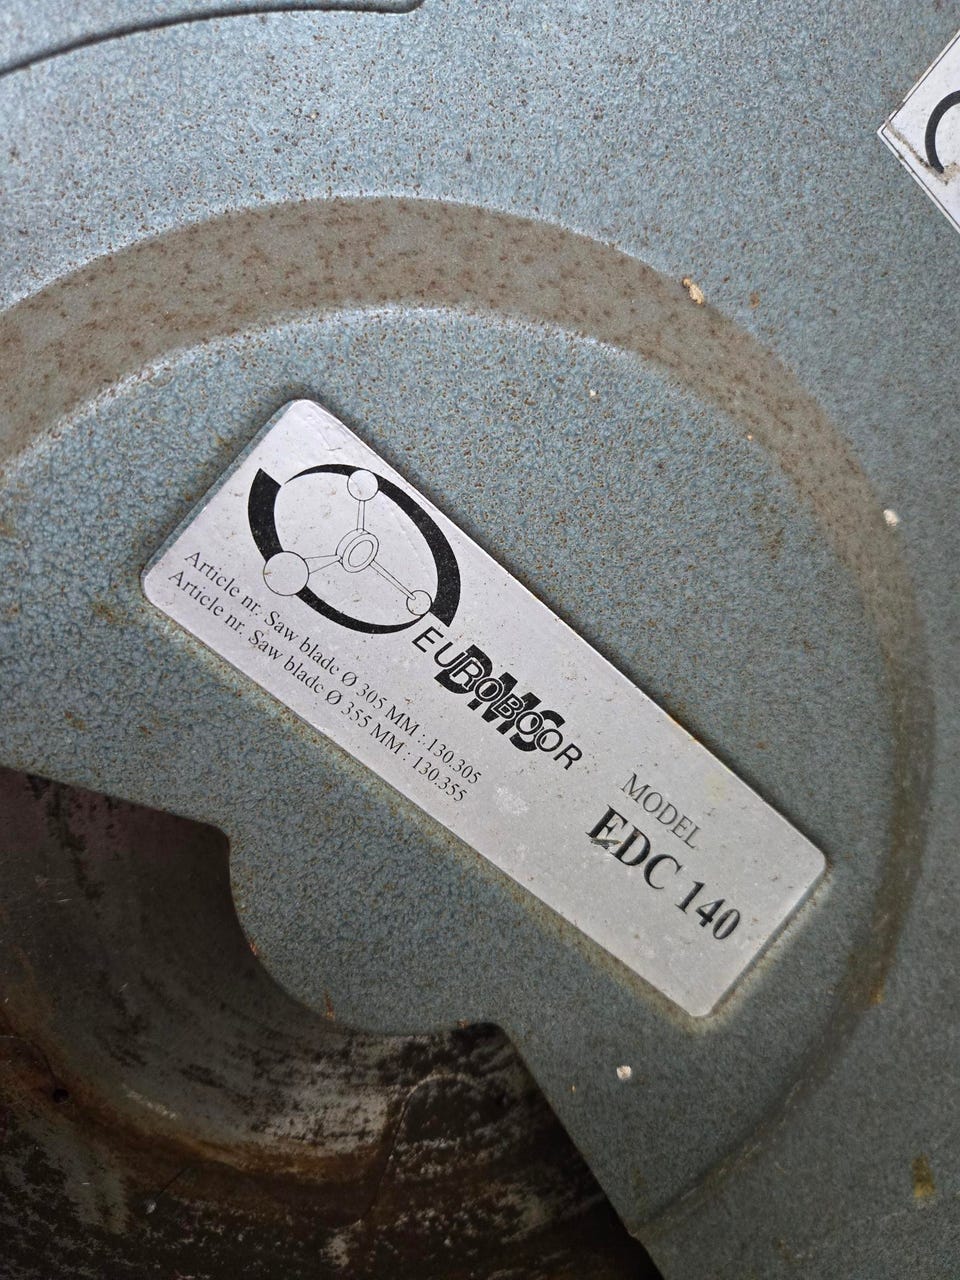 EUROBOOR
DMS
Article nr. Saw blade Ø 305 MM : 130.305
Article nr. Saw blade Ø 355 MM : 130.355
MODEL
EDC 140